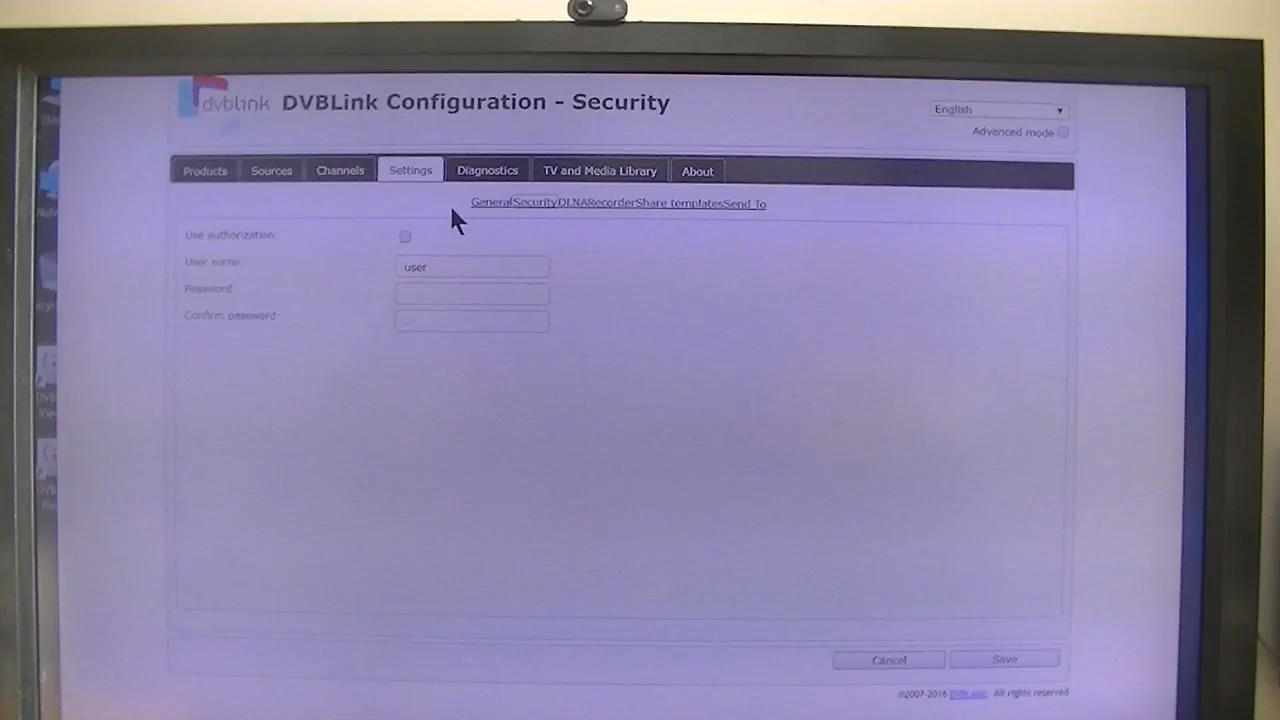 dvblink DVBLink Configuration - Security
English
Advanced mode
Products Sources Channels Settings Diagnostics TV and Media Library About
GeneralSecurityDLNARecorderShare templatesSend To
Use authorization:
User name: user
Password:
Confirm password:
Cancel Save
©2007-2016 DVBLogic. All rights reserved